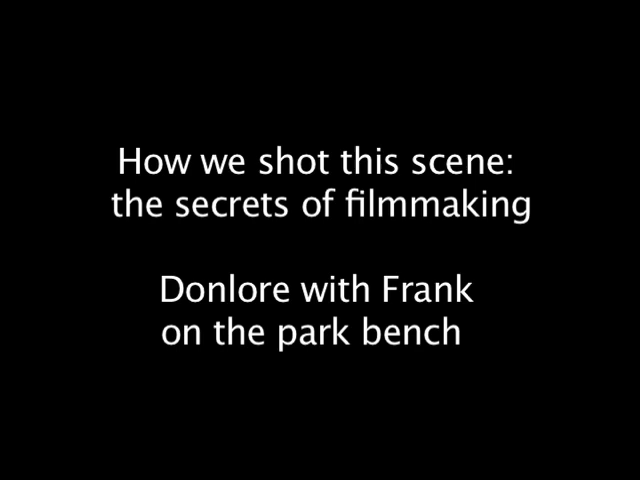 How we shot this scene:
the secrets of filmmaking
Donlore with Frank
on the park bench